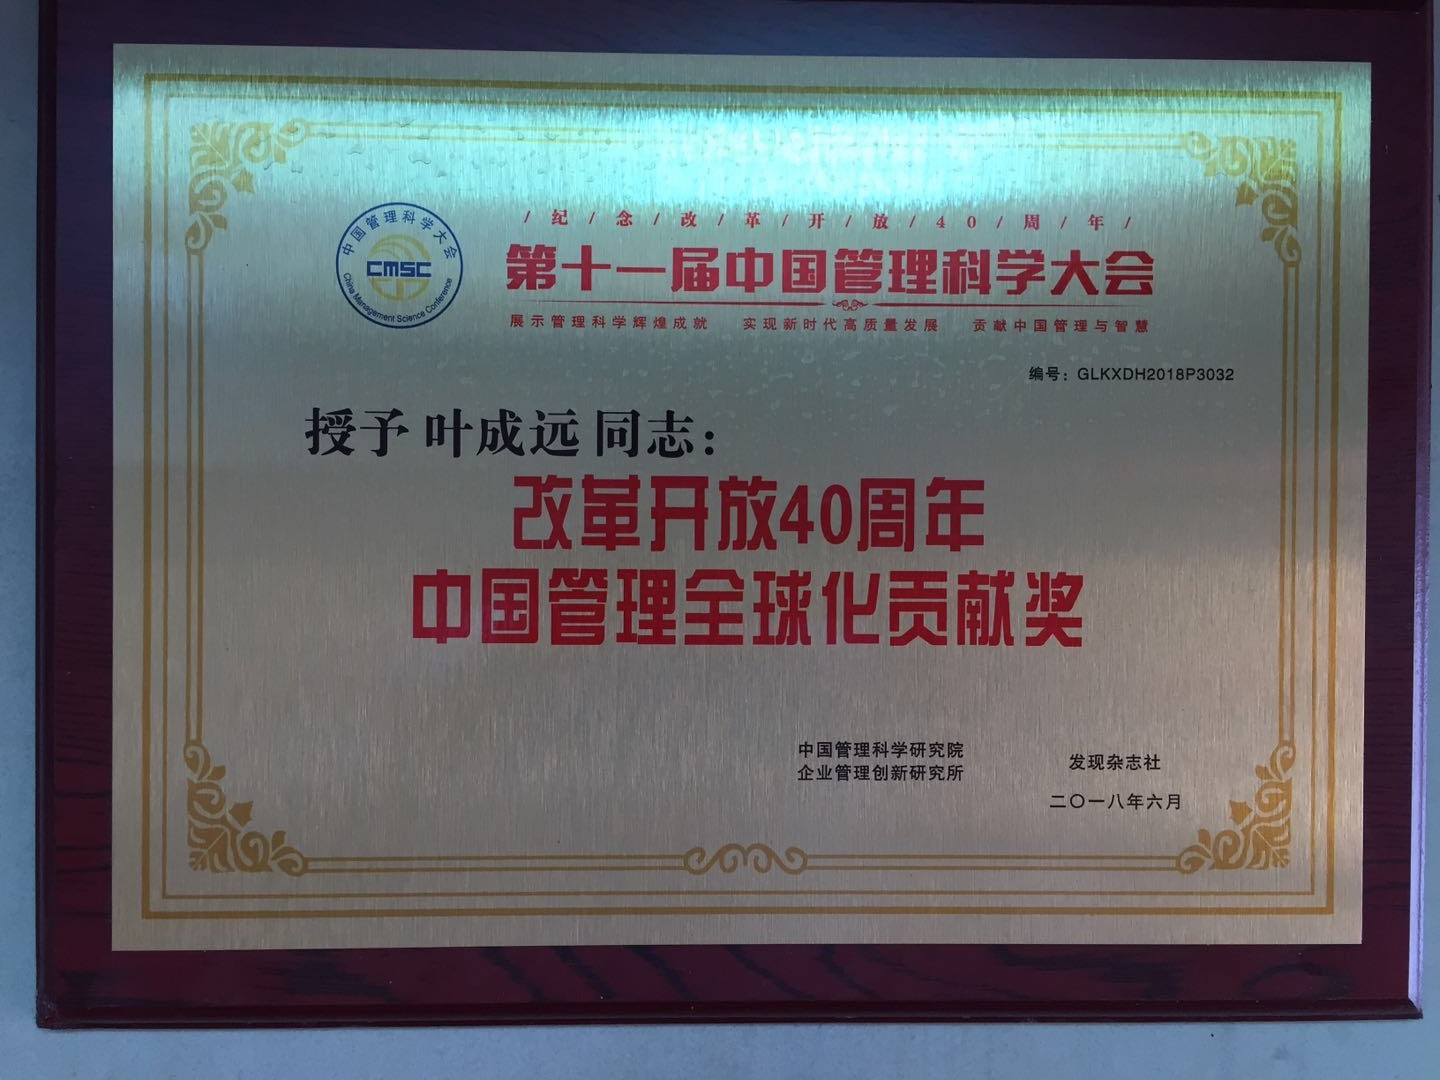 /纪/念/改/革/开/放/40/周/年/
中国管理科学大会
CMSC
China Management Science Conference
第十一届中国管理科学大会
展示管理科学辉煌成就 实现新时代高质量发展 贡献中国管理与智慧
编号：GLKXDH2018P3032
授予 叶成远 同志：
改革开放40周年
中国管理全球化贡献奖
中国管理科学研究院
企业管理创新研究所
发现杂志社
二〇一八年六月